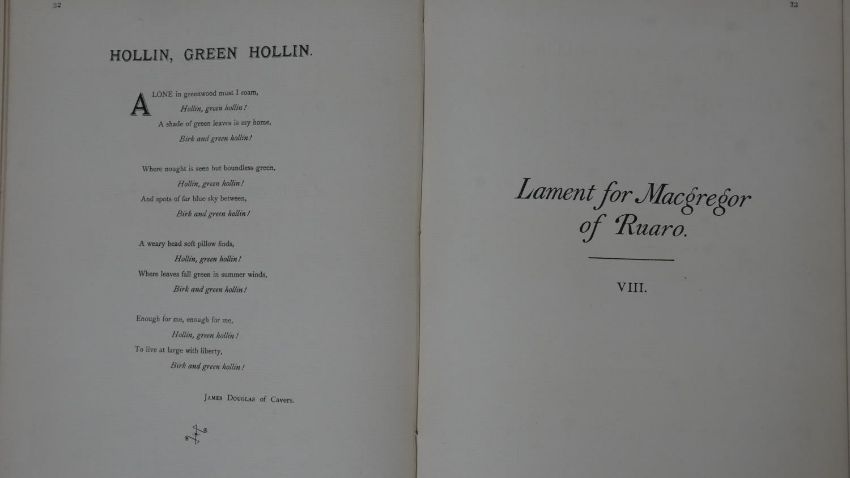 32
HOLLIN, GREEN HOLLIN.
ALONE in greenwood must I roam,
Hollin, green hollin!
A shade of green leaves is my home,
Birk and green hollin!
Where nought is seen but boundless green,
Hollin, green hollin!
And spots of far blue sky between,
Birk and green hollin!
A weary head soft pillow finds,
Hollin, green hollin!
Where leaves fall green in summer winds,
Birk and green hollin!
Enough for me, enough for me,
Hollin, green hollin!
To live at large with liberty,
Birk and green hollin!
JAMES DOUGLAS of Cavers.
33
Lament for Macgregor
of Ruaro.
VIII.